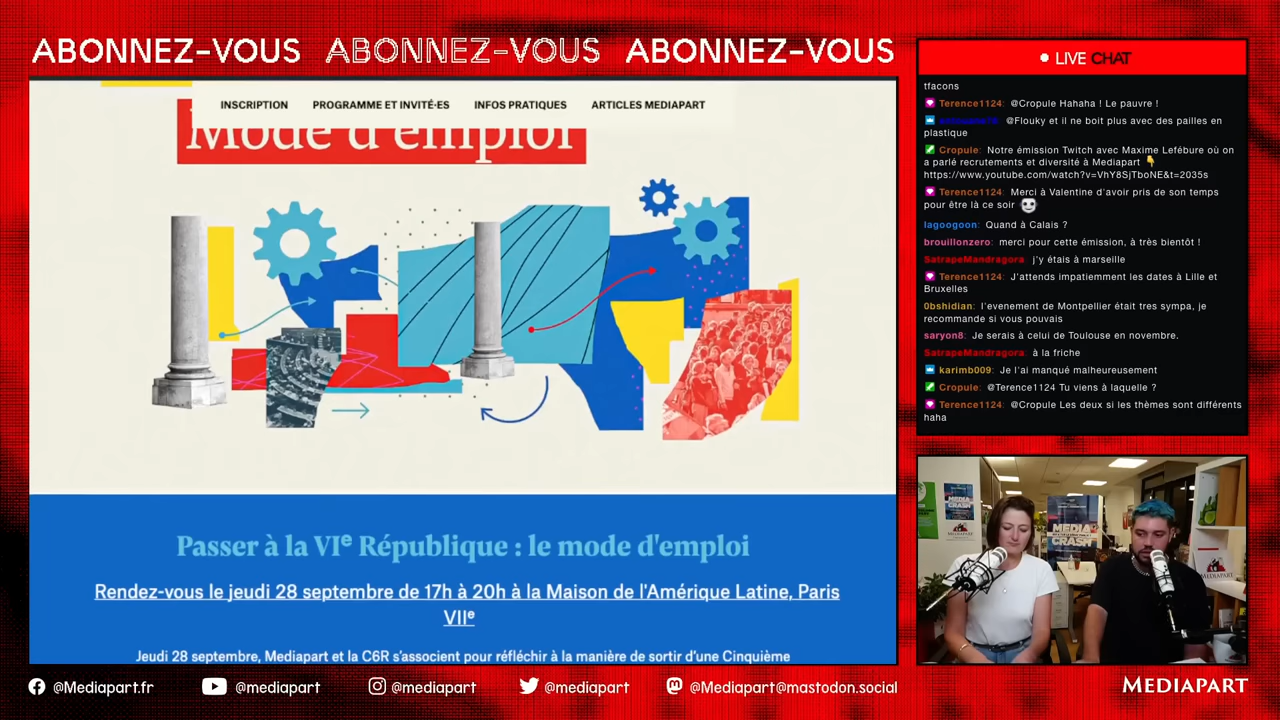 ABONNEZ-VOUS ABONNEZ-VOUS ABONNEZ-VOUS
INSCRIPTION PROGRAMME ET INVITÉ·ES INFOS PRATIQUES ARTICLES MEDIAPART
Mode d'emploi
Passer à la VIᵉ République : le mode d'emploi
Rendez-vous le jeudi 28 septembre de 17h à 20h à la Maison de l'Amérique Latine, Paris
VIIᵉ
Jeudi 28 septembre, Mediapart et la C6R s'associent pour réfléchir à la manière de sortir d'une Cinquième
LIVE CHAT
tfacons
Terence1124: @Cropule Hahaha ! Le pauvre !
@Flouky et il ne boit plus avec des pailles en
plastique
Cropule: Notre émission Twitch avec Maxime Lefébure où on
a parlé recrutements et diversité à Mediapart 👇
https://www.youtube.com/watch?v=VhY8SjTboNE&t=2035s
Terence1124: Merci à Valentine d'avoir pris de son temps
pour être là ce soir
lagoogoon: Quand à Calais ?
brouillonzero: merci pour cette émission, à très bientôt !
SatrapeMandragora: j'y étais à marseille
Terence1124: J'attends impatiemment les dates à Lille et
Bruxelles
0bshidian: l'evenement de Montpellier était tres sympa, je
recommande si vous pouvais
saryon8: Je serais à celui de Toulouse en novembre.
SatrapeMandragora: à la friche
karimb009: Je l'ai manqué malheureusement
Cropule: @Terence1124 Tu viens à laquelle ?
Terence1124: @Cropule Les deux si les thèmes sont différents
haha
MEDIA
CRASH
MEDIA
CRASH
MEDIAPART
@Mediapart.fr @mediapart @mediapart @mediapart @Mediapart@mastodon.social
MEDIAPART